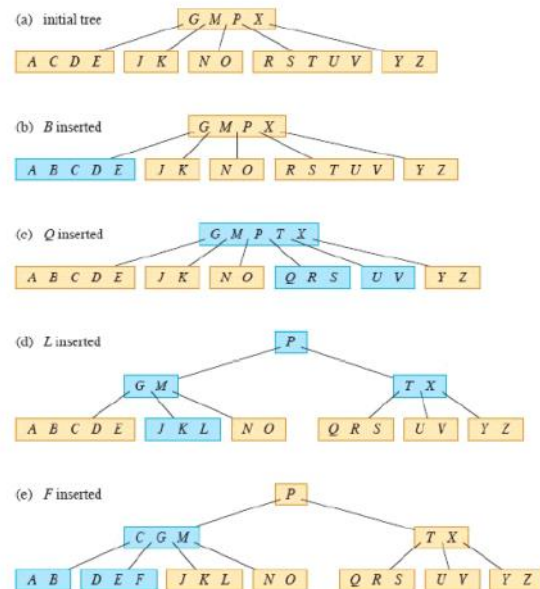 (a) initial tree
G M P X
A C D E J K N O R S T U V Y Z
(b) B inserted
G M P X
A B C D E J K N O R S T U V Y Z
(c) Q inserted
G M P T X
A B C D E J K N O Q R S U V Y Z
(d) L inserted
P
G M T X
A B C D E J K L N O Q R S U V Y Z
(e) F inserted
P
C G M T X
A B D E F J K L N O Q R S U V Y Z